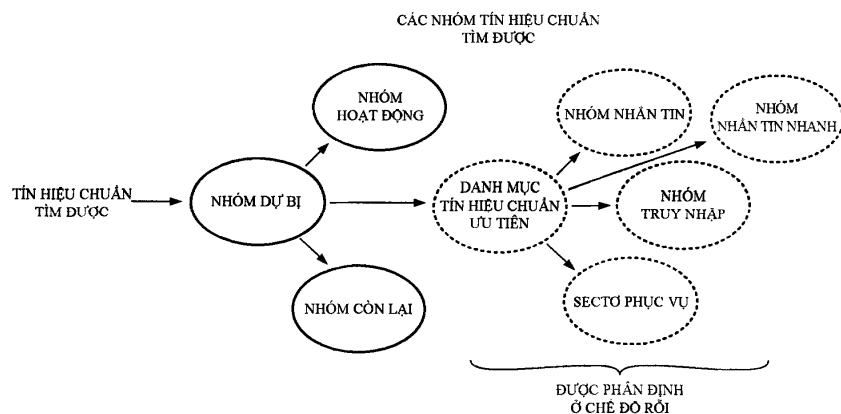 CÁC NHÓM TÍN HIỆU CHUẨN
TÌM ĐƯỢC
NHÓM
HOẠT ĐỘNG
NHÓM NHẮN TIN
NHÓM
NHẮN TIN NHANH
TÍN HIỆU CHUẨN
TÌM ĐƯỢC
NHÓM DỰ BỊ
DANH MỤC
TÍN HIỆU CHUẨN
ƯU TIÊN
NHÓM
TRUY NHẬP
NHÓM CÒN LẠI
SECTƠ PHỤC VỤ
ĐƯỢC PHÂN ĐỊNH
Ở CHẾ ĐỘ RỖI